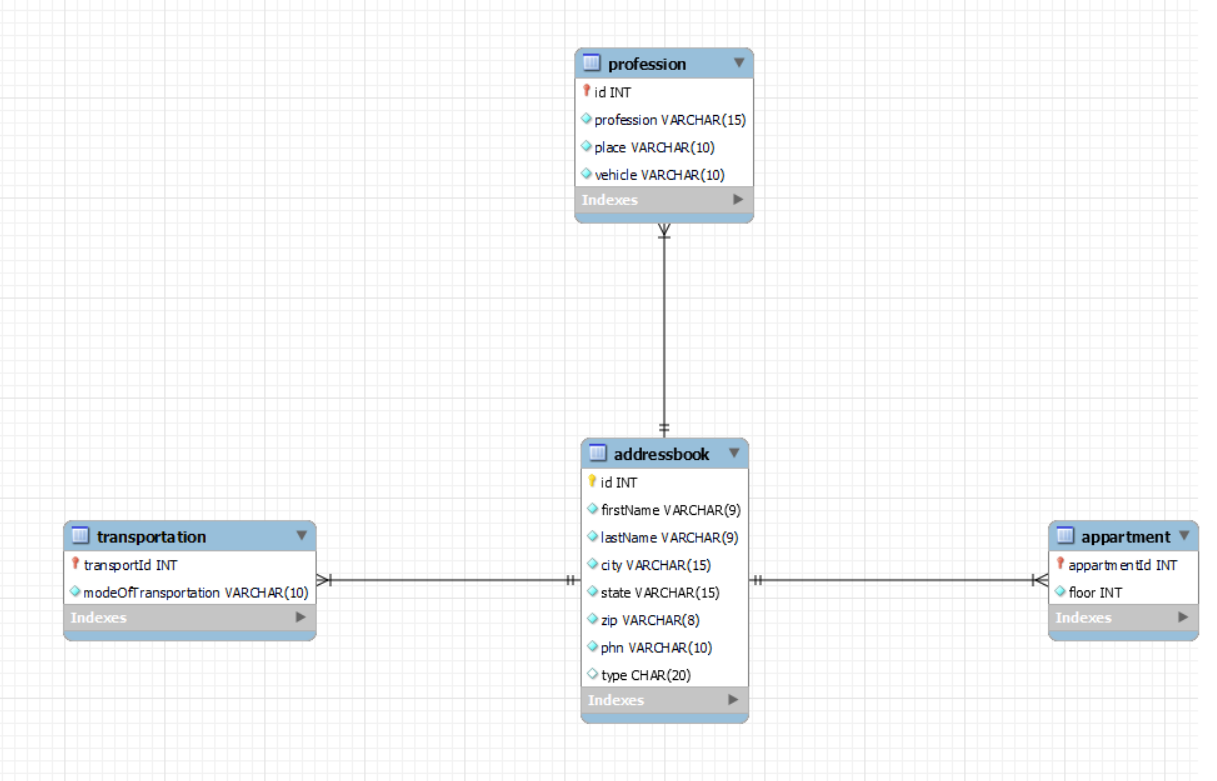 profession
id INT
profession VARCHAR(15)
place VARCHAR(10)
vehicle VARCHAR(10)
Indexes
addressbook
id INT
firstName VARCHAR(9)
lastName VARCHAR(9)
city VARCHAR(15)
state VARCHAR(15)
zip VARCHAR(8)
phn VARCHAR(10)
type CHAR(20)
Indexes
transportation
transportId INT
modeOfTransportation VARCHAR(10)
Indexes
appartment
appartmentId INT
floor INT
Indexes